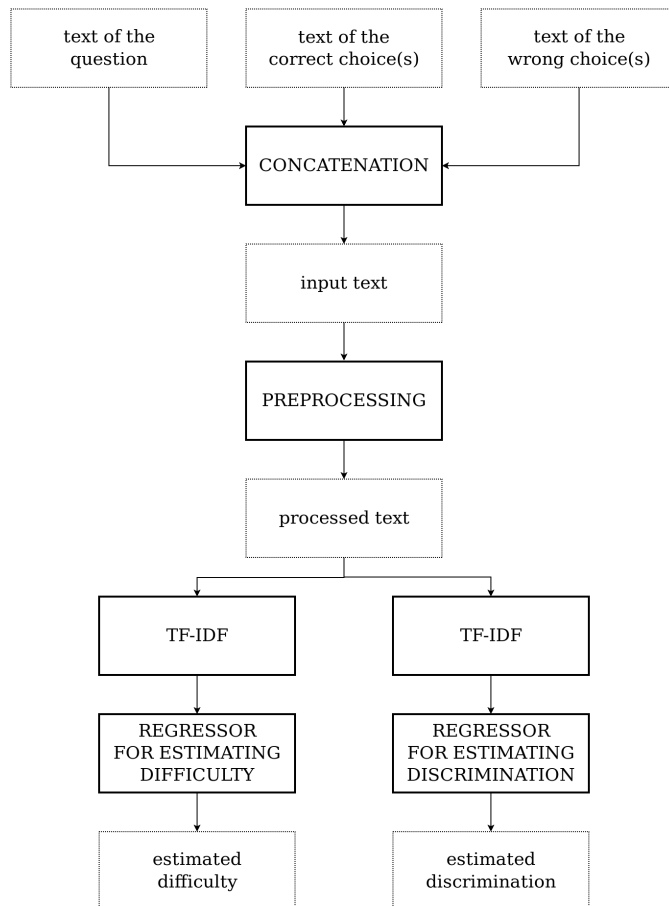 text of the
question
text of the
correct choice(s)
text of the
wrong choice(s)
CONCATENATION
input text
PREPROCESSING
processed text
TF-IDF
TF-IDF
REGRESSOR
FOR ESTIMATING
DIFFICULTY
REGRESSOR
FOR ESTIMATING
DISCRIMINATION
estimated
difficulty
estimated
discrimination